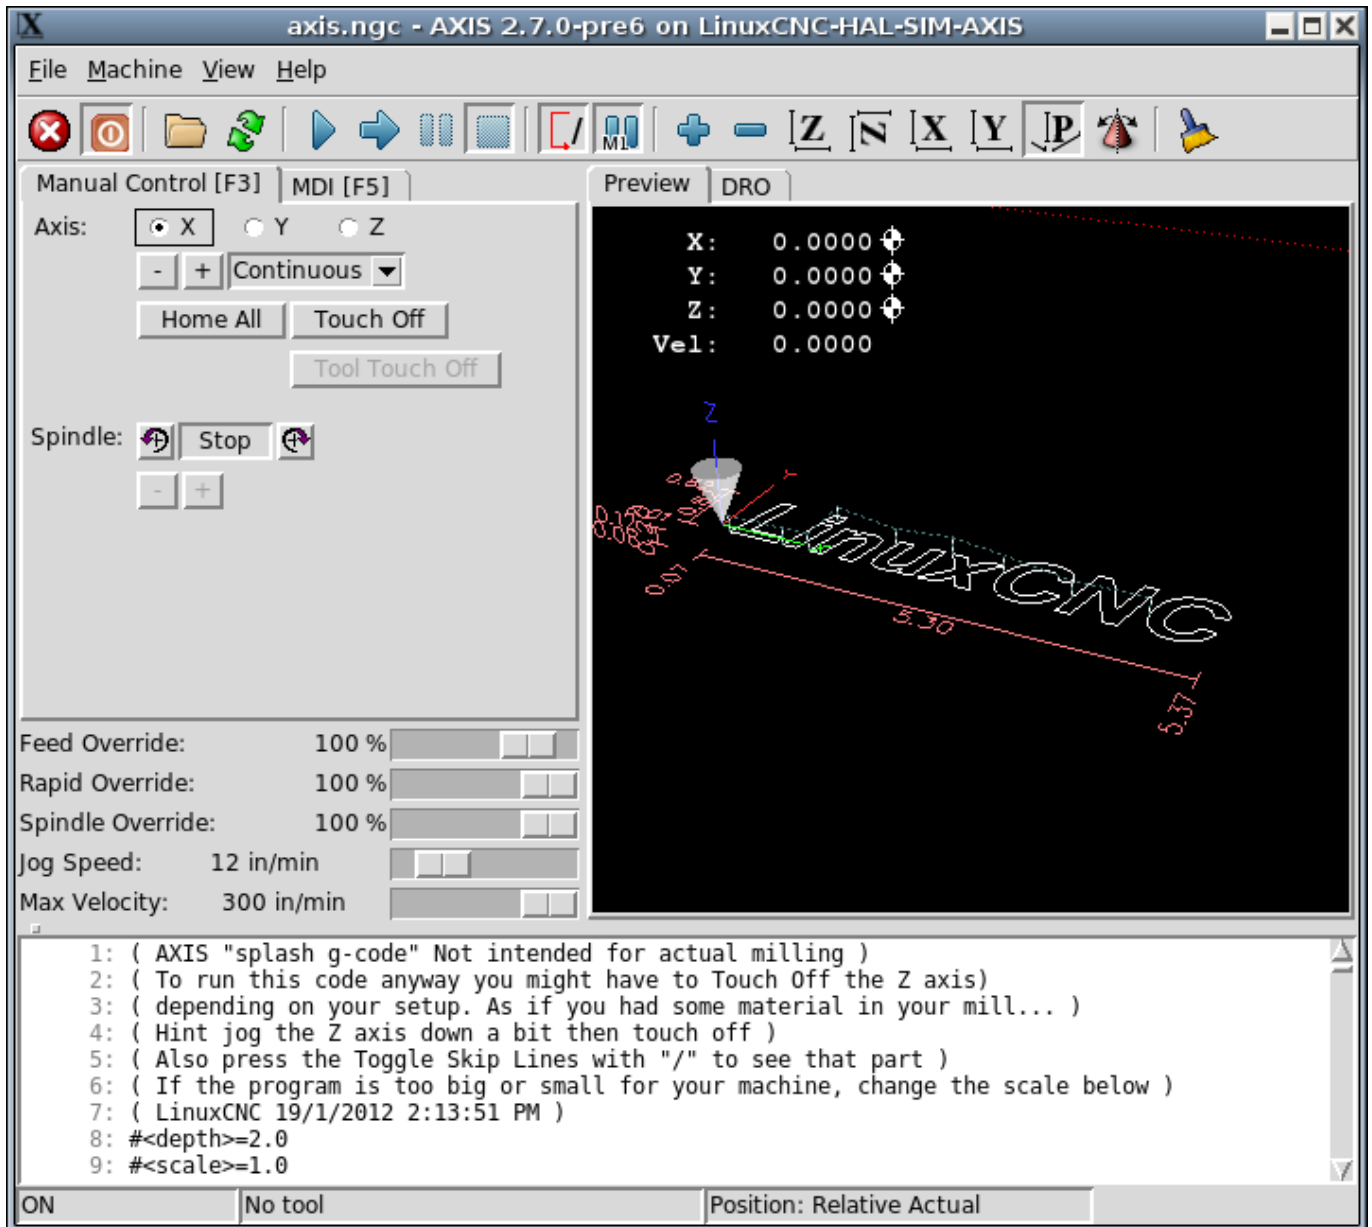 axis.ngc - AXIS 2.7.0-pre6 on LinuxCNC-HAL-SIM-AXIS
File Machine View Help
M1 Z N X Y P
Manual Control [F3] MDI [F5]
Axis: X Y Z
- + Continuous
Home All Touch Off
Tool Touch Off
Spindle: Stop
- +
Feed Override: 100 %
Rapid Override: 100 %
Spindle Override: 100 %
Jog Speed: 12 in/min
Max Velocity: 300 in/min
Preview DRO
X: 0.0000
Y: 0.0000
Z: 0.0000
Vel: 0.0000
Z
Y
LinuxCNC
0.07
5.30
5.37
1: ( AXIS "splash g-code" Not intended for actual milling )
2: ( To run this code anyway you might have to Touch Off the Z axis)
3: ( depending on your setup. As if you had some material in your mill... )
4: ( Hint jog the Z axis down a bit then touch off )
5: ( Also press the Toggle Skip Lines with "/" to see that part )
6: ( If the program is too big or small for your machine, change the scale below )
7: ( LinuxCNC 19/1/2012 2:13:51 PM )
8: #<depth>=2.0
9: #<scale>=1.0
ON No tool Position: Relative Actual